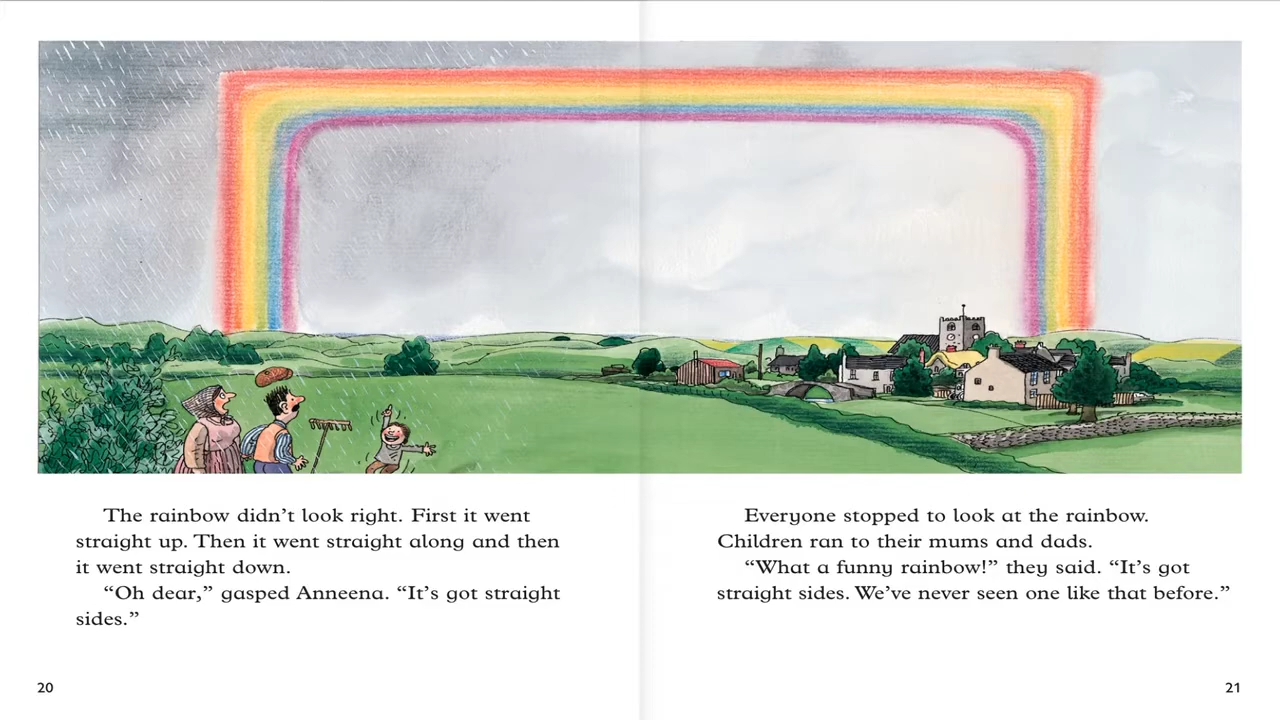 The rainbow didn't look right. First it went
straight up. Then it went straight along and then
it went straight down.
"Oh dear," gasped Anneena. "It's got straight
sides."
20
Everyone stopped to look at the rainbow.
Children ran to their mums and dads.
"What a funny rainbow!" they said. "It's got
straight sides. We've never seen one like that before."
21